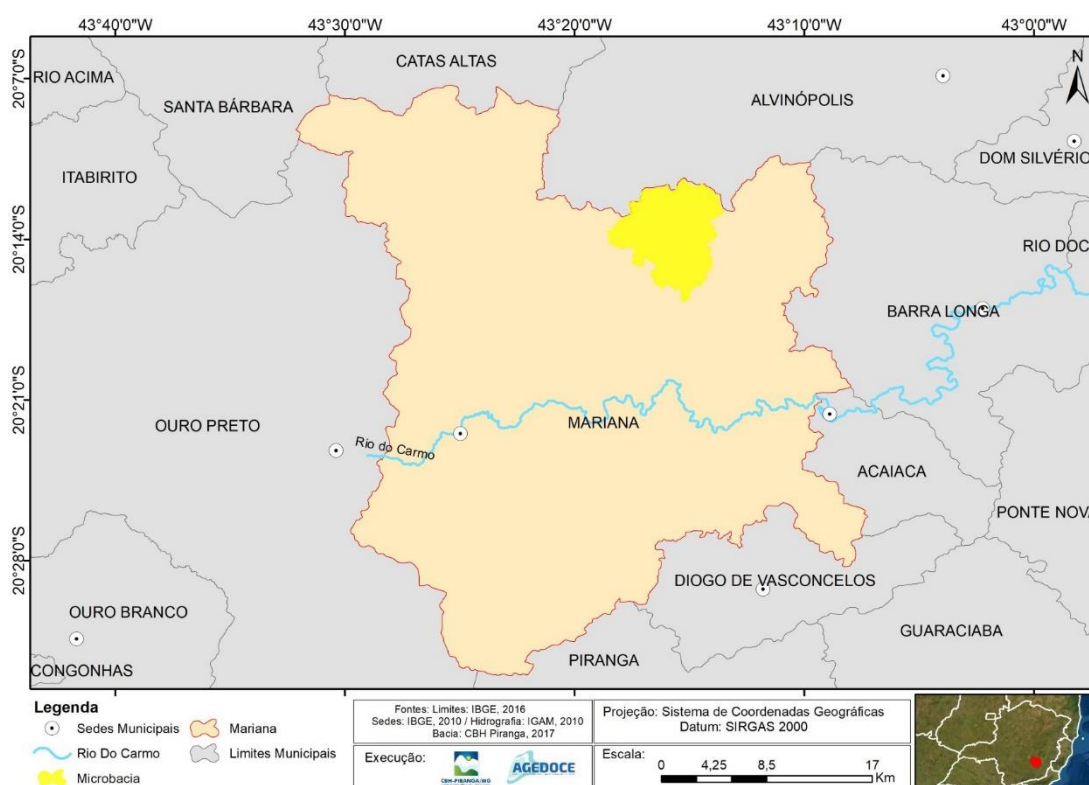 43°40'0"W
43°30'0"W
43°20'0"W
43°10'0"W
43°0'0"W
20°7'0"S
20°14'0"S
20°21'0"S
20°28'0"S
N
RIO ACIMA
CATAS ALTAS
SANTA BÁRBARA
ALVINÓPOLIS
DOM SILVÉRIO
ITABIRITO
RIO DOC
BARRA LONGA
OURO PRETO
MARIANA
Rio do Carmo
ACAIACA
PONTE NOVA
DIOGO DE VASCONCELOS
OURO BRANCO
GUARACIABA
CONGONHAS
PIRANGA
Legenda
Sedes Municipais
Mariana
Rio Do Carmo
Limites Municipais
Microbacia
Fontes: Limites: IBGE, 2016
Sedes: IBGE, 2010 / Hidrografia: IGAM, 2010
Bacia: CBH Piranga, 2017
Execução:
CBH-PIRANGA/MG
AGEDOCE
Projeção: Sistema de Coordenadas Geográficas
Datum: SIRGAS 2000
Escala:
0 4,25 8,5 17
Km